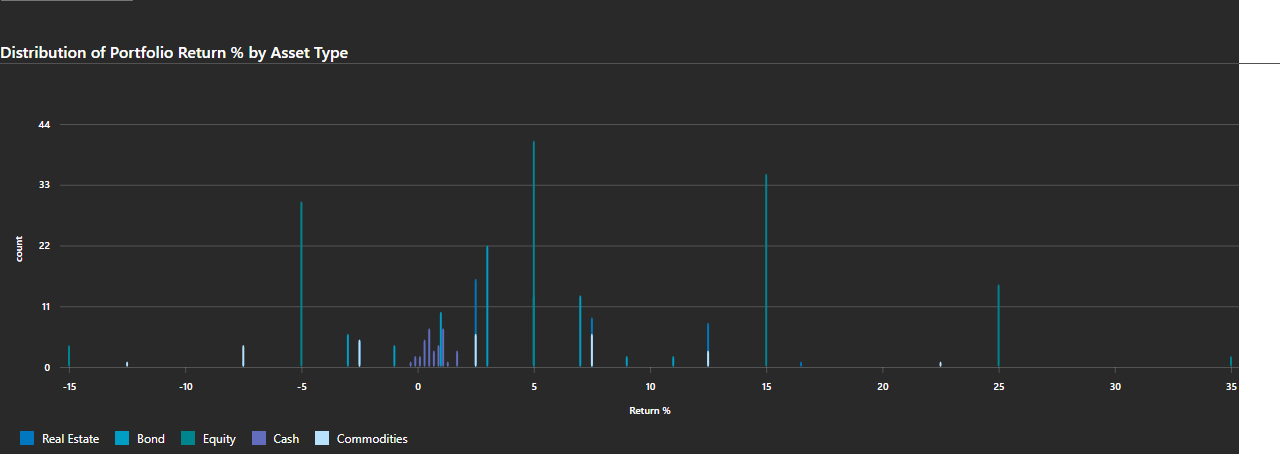 Distribution of Portfolio Return % by Asset Type
44
33
22
11
0
count
-15 -10 -5 0 5 10 15 20 25 30 35
Return %
Real Estate Bond Equity Cash Commodities